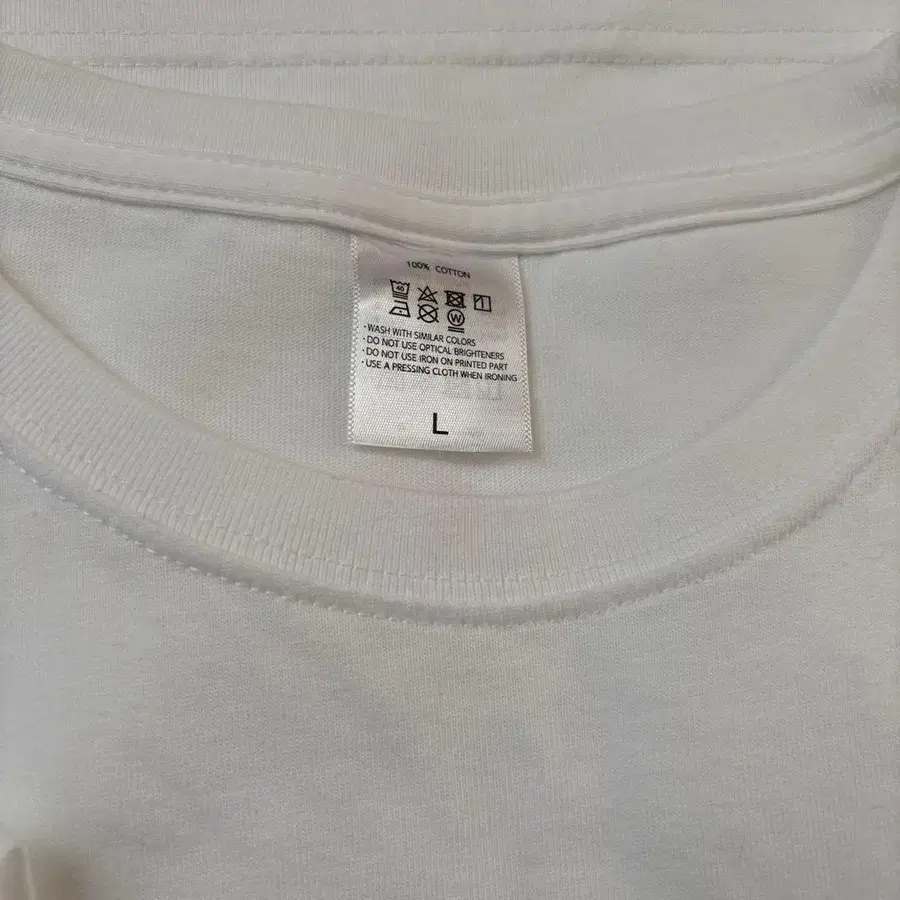 100% COTTON
40
W
·WASH WITH SIMILAR COLORS
·DO NOT USE OPTICAL BRIGHTENERS
·DO NOT USE IRON ON PRINTED PART
·USE A PRESSING CLOTH WHEN IRONING
L